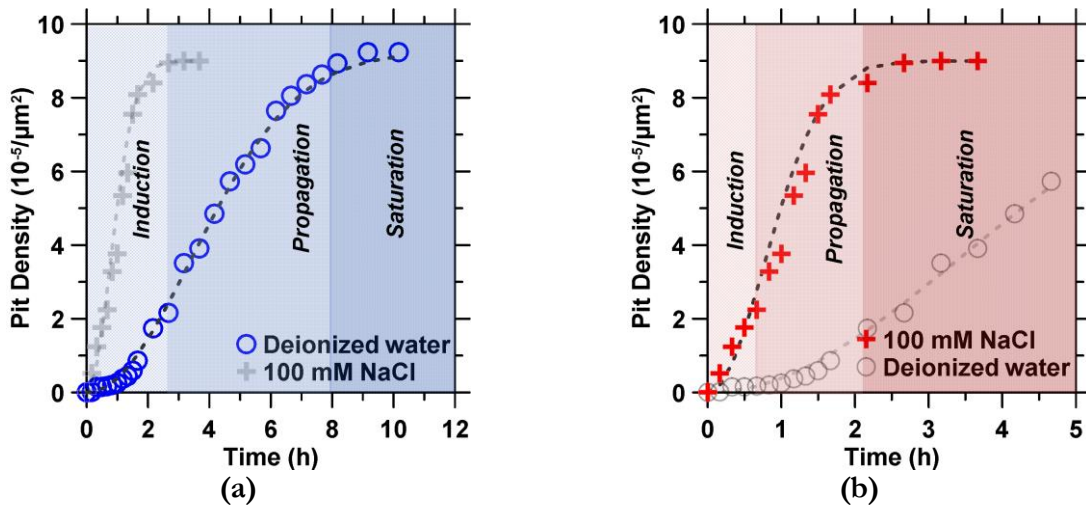 Pit Density (10⁻⁵/µm²)
10
8
6
4
2
0
Induction
Propagation
Saturation
Deionized water
100 mM NaCl
0 2 4 6 8 10 12
Time (h)
(a)
Pit Density (10⁻⁵/µm²)
10
8
6
4
2
0
Induction
Propagation
Saturation
100 mM NaCl
Deionized water
0 1 2 3 4 5
Time (h)
(b)